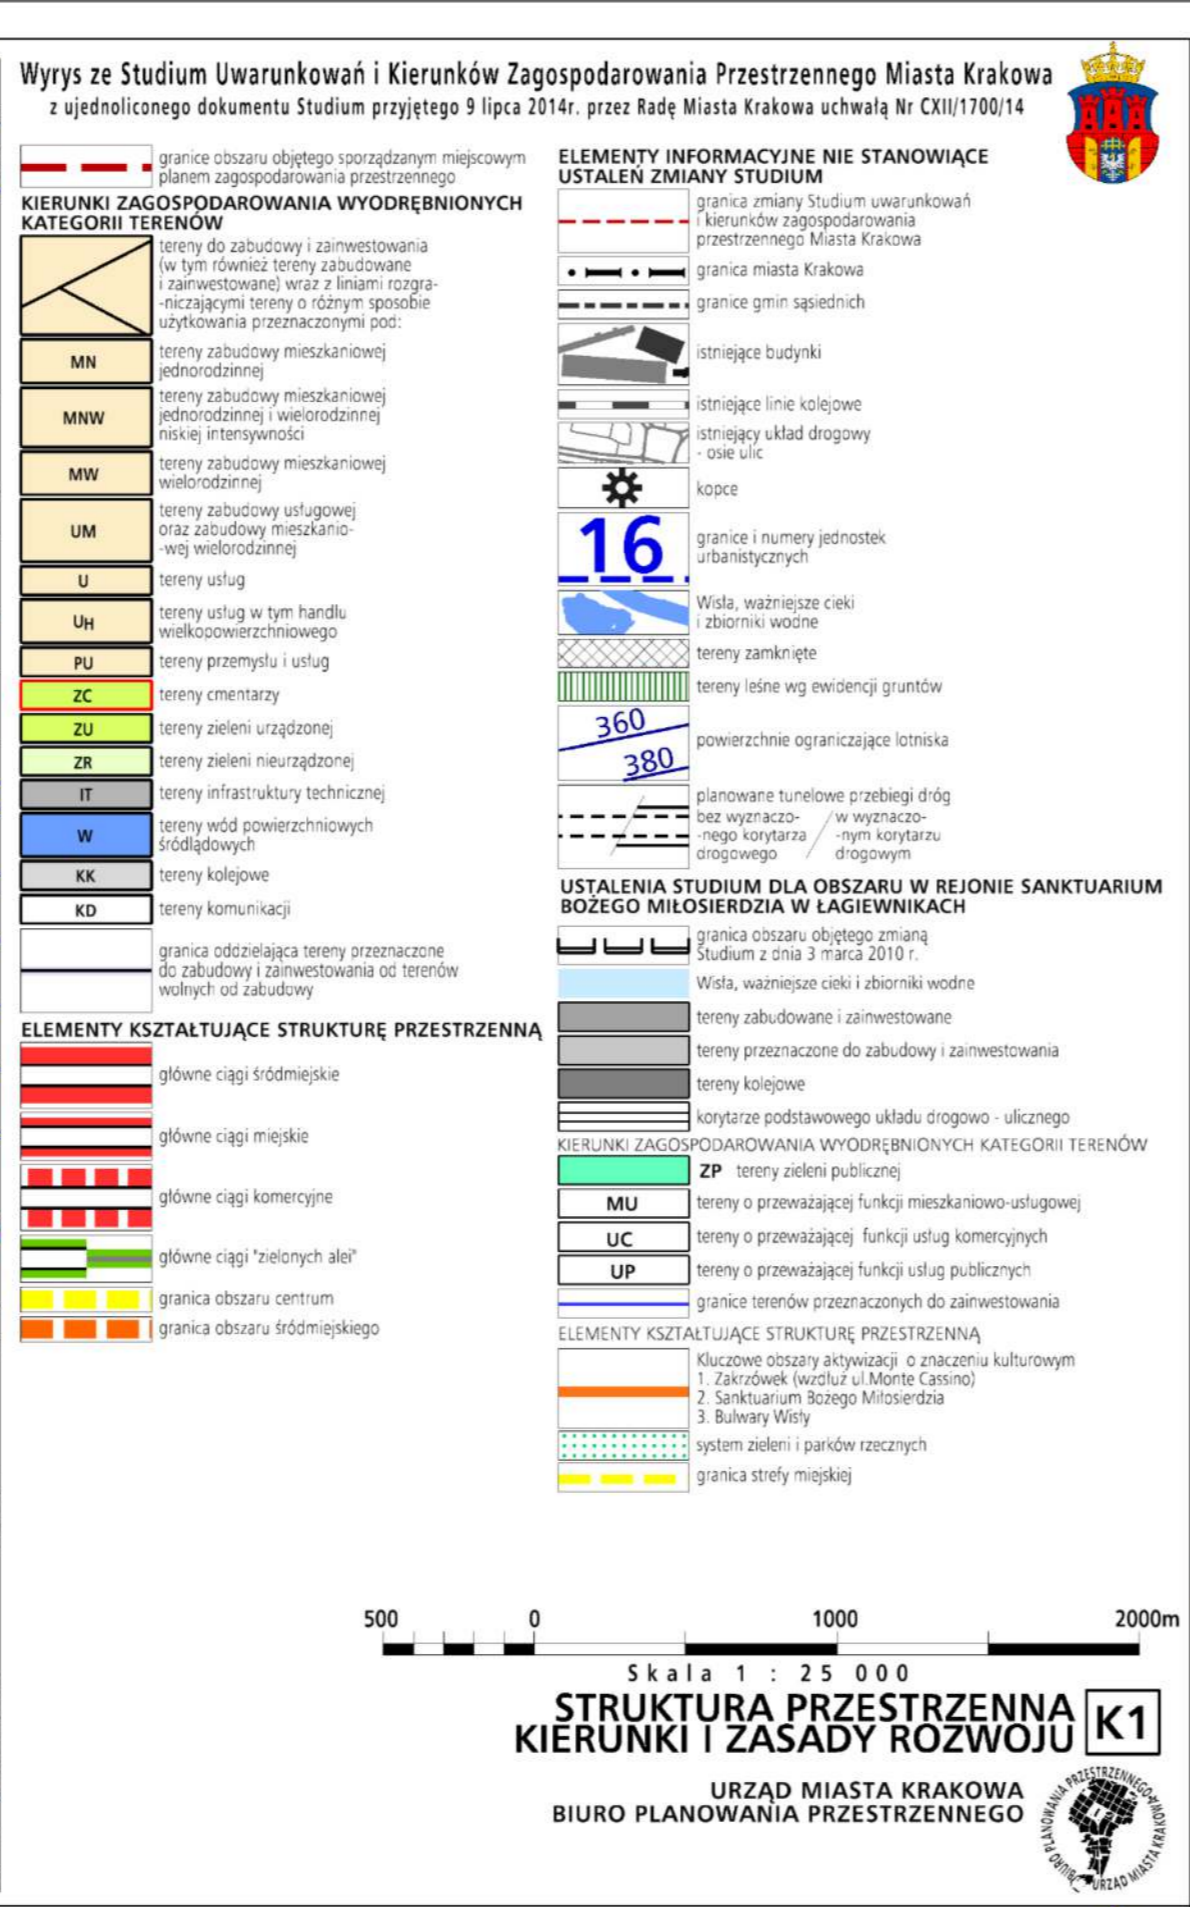 Wyrys ze Studium Uwarunkowań i Kierunków Zagospodarowania Przestrzennego Miasta Krakowa
z ujednoliconego dokumentu Studium przyjętego 9 lipca 2014r. przez Radę Miasta Krakowa uchwałą Nr CXII/1700/14
granice obszaru objętego sporządzanym miejscowym
planem zagospodarowania przestrzennego
KIERUNKI ZAGOSPODAROWANIA WYODRĘBNIONYCH
KATEGORII TERENÓW
tereny do zabudowy i zainwestowania
(w tym również tereny zabudowane
i zainwestowane) wraz z liniami rozgra-
-niczającymi tereny o różnym sposobie
użytkowania przeznaczonymi pod:
MN
tereny zabudowy mieszkaniowej
jednorodzinnej
MNW
tereny zabudowy mieszkaniowej
jednorodzinnej i wielorodzinnej
niskiej intensywności
MW
tereny zabudowy mieszkaniowej
wielorodzinnej
UM
tereny zabudowy usługowej
oraz zabudowy mieszkanio-
-wej wielorodzinnej
U
tereny usług
UH
tereny usług w tym handlu
wielkopowierzchniowego
PU
tereny przemysłu i usług
ZC
tereny cmentarzy
ZU
tereny zieleni urządzonej
ZR
tereny zieleni nieurządzonej
IT
tereny infrastruktury technicznej
W
tereny wód powierzchniowych
śródlądowych
KK
tereny kolejowe
KD
tereny komunikacji
granica oddzielająca tereny przeznaczone
do zabudowy i zainwestowania od terenów
wolnych od zabudowy
ELEMENTY KSZTAŁTUJĄCE STRUKTURĘ PRZESTRZENNĄ
główne ciągi śródmiejskie
główne ciągi miejskie
główne ciągi komercyjne
główne ciągi "zielonych alei"
granica obszaru centrum
granica obszaru śródmiejskiego
ELEMENTY INFORMACYJNE NIE STANOWIĄCE
USTALEŃ ZMIANY STUDIUM
granica zmiany Studium uwarunkowań
i kierunków zagospodarowania
przestrzennego Miasta Krakowa
granica miasta Krakowa
granice gmin sąsiednich
istniejące budynki
istniejące linie kolejowe
istniejący układ drogowy
- osie ulic
kopce
16
granice i numery jednostek
urbanistycznych
Wisła, ważniejsze cieki
i zbiorniki wodne
tereny zamknięte
tereny leśne wg ewidencji gruntów
360
380
powierzchnie ograniczające lotniska
planowane tunelowe przebiegi dróg
bez wyznaczo- / w wyznaczo-
-nego korytarza -nym korytarzu
drogowego / drogowym
USTALENIA STUDIUM DLA OBSZARU W REJONIE SANKTUARIUM
BOŻEGO MIŁOSIERDZIA W ŁAGIEWNIKACH
granica obszaru objętego zmianą
Studium z dnia 3 marca 2010 r.
Wisła, ważniejsze cieki i zbiorniki wodne
tereny zabudowane i zainwestowane
tereny przeznaczone do zabudowy i zainwestowania
tereny kolejowe
korytarze podstawowego układu drogowo - ulicznego
KIERUNKI ZAGOSPODAROWANIA WYODRĘBNIONYCH KATEGORII TERENÓW
ZP tereny zieleni publicznej
MU
tereny o przeważającej funkcji mieszkaniowo-usługowej
UC
tereny o przeważającej funkcji usług komercyjnych
UP
tereny o przeważającej funkcji usług publicznych
granice terenów przeznaczonych do zainwestowania
ELEMENTY KSZTAŁTUJĄCE STRUKTURĘ PRZESTRZENNĄ
Kluczowe obszary aktywizacji o znaczeniu kulturowym
1. Zakrzówek (wzdłuż ul.Monte Cassino)
2. Sanktuarium Bożego Miłosierdzia
3. Bulwary Wisły
system zieleni i parków rzecznych
granica strefy miejskiej
500 0 1000 2000m
Skala 1 : 25 000
STRUKTURA PRZESTRZENNA
KIERUNKI I ZASADY ROZWOJU
K1
URZĄD MIASTA KRAKOWA
BIURO PLANOWANIA PRZESTRZENNEGO
BIURO PLANOWANIA PRZESTRZENNEGO
URZĄD MIASTA KRAKOWA